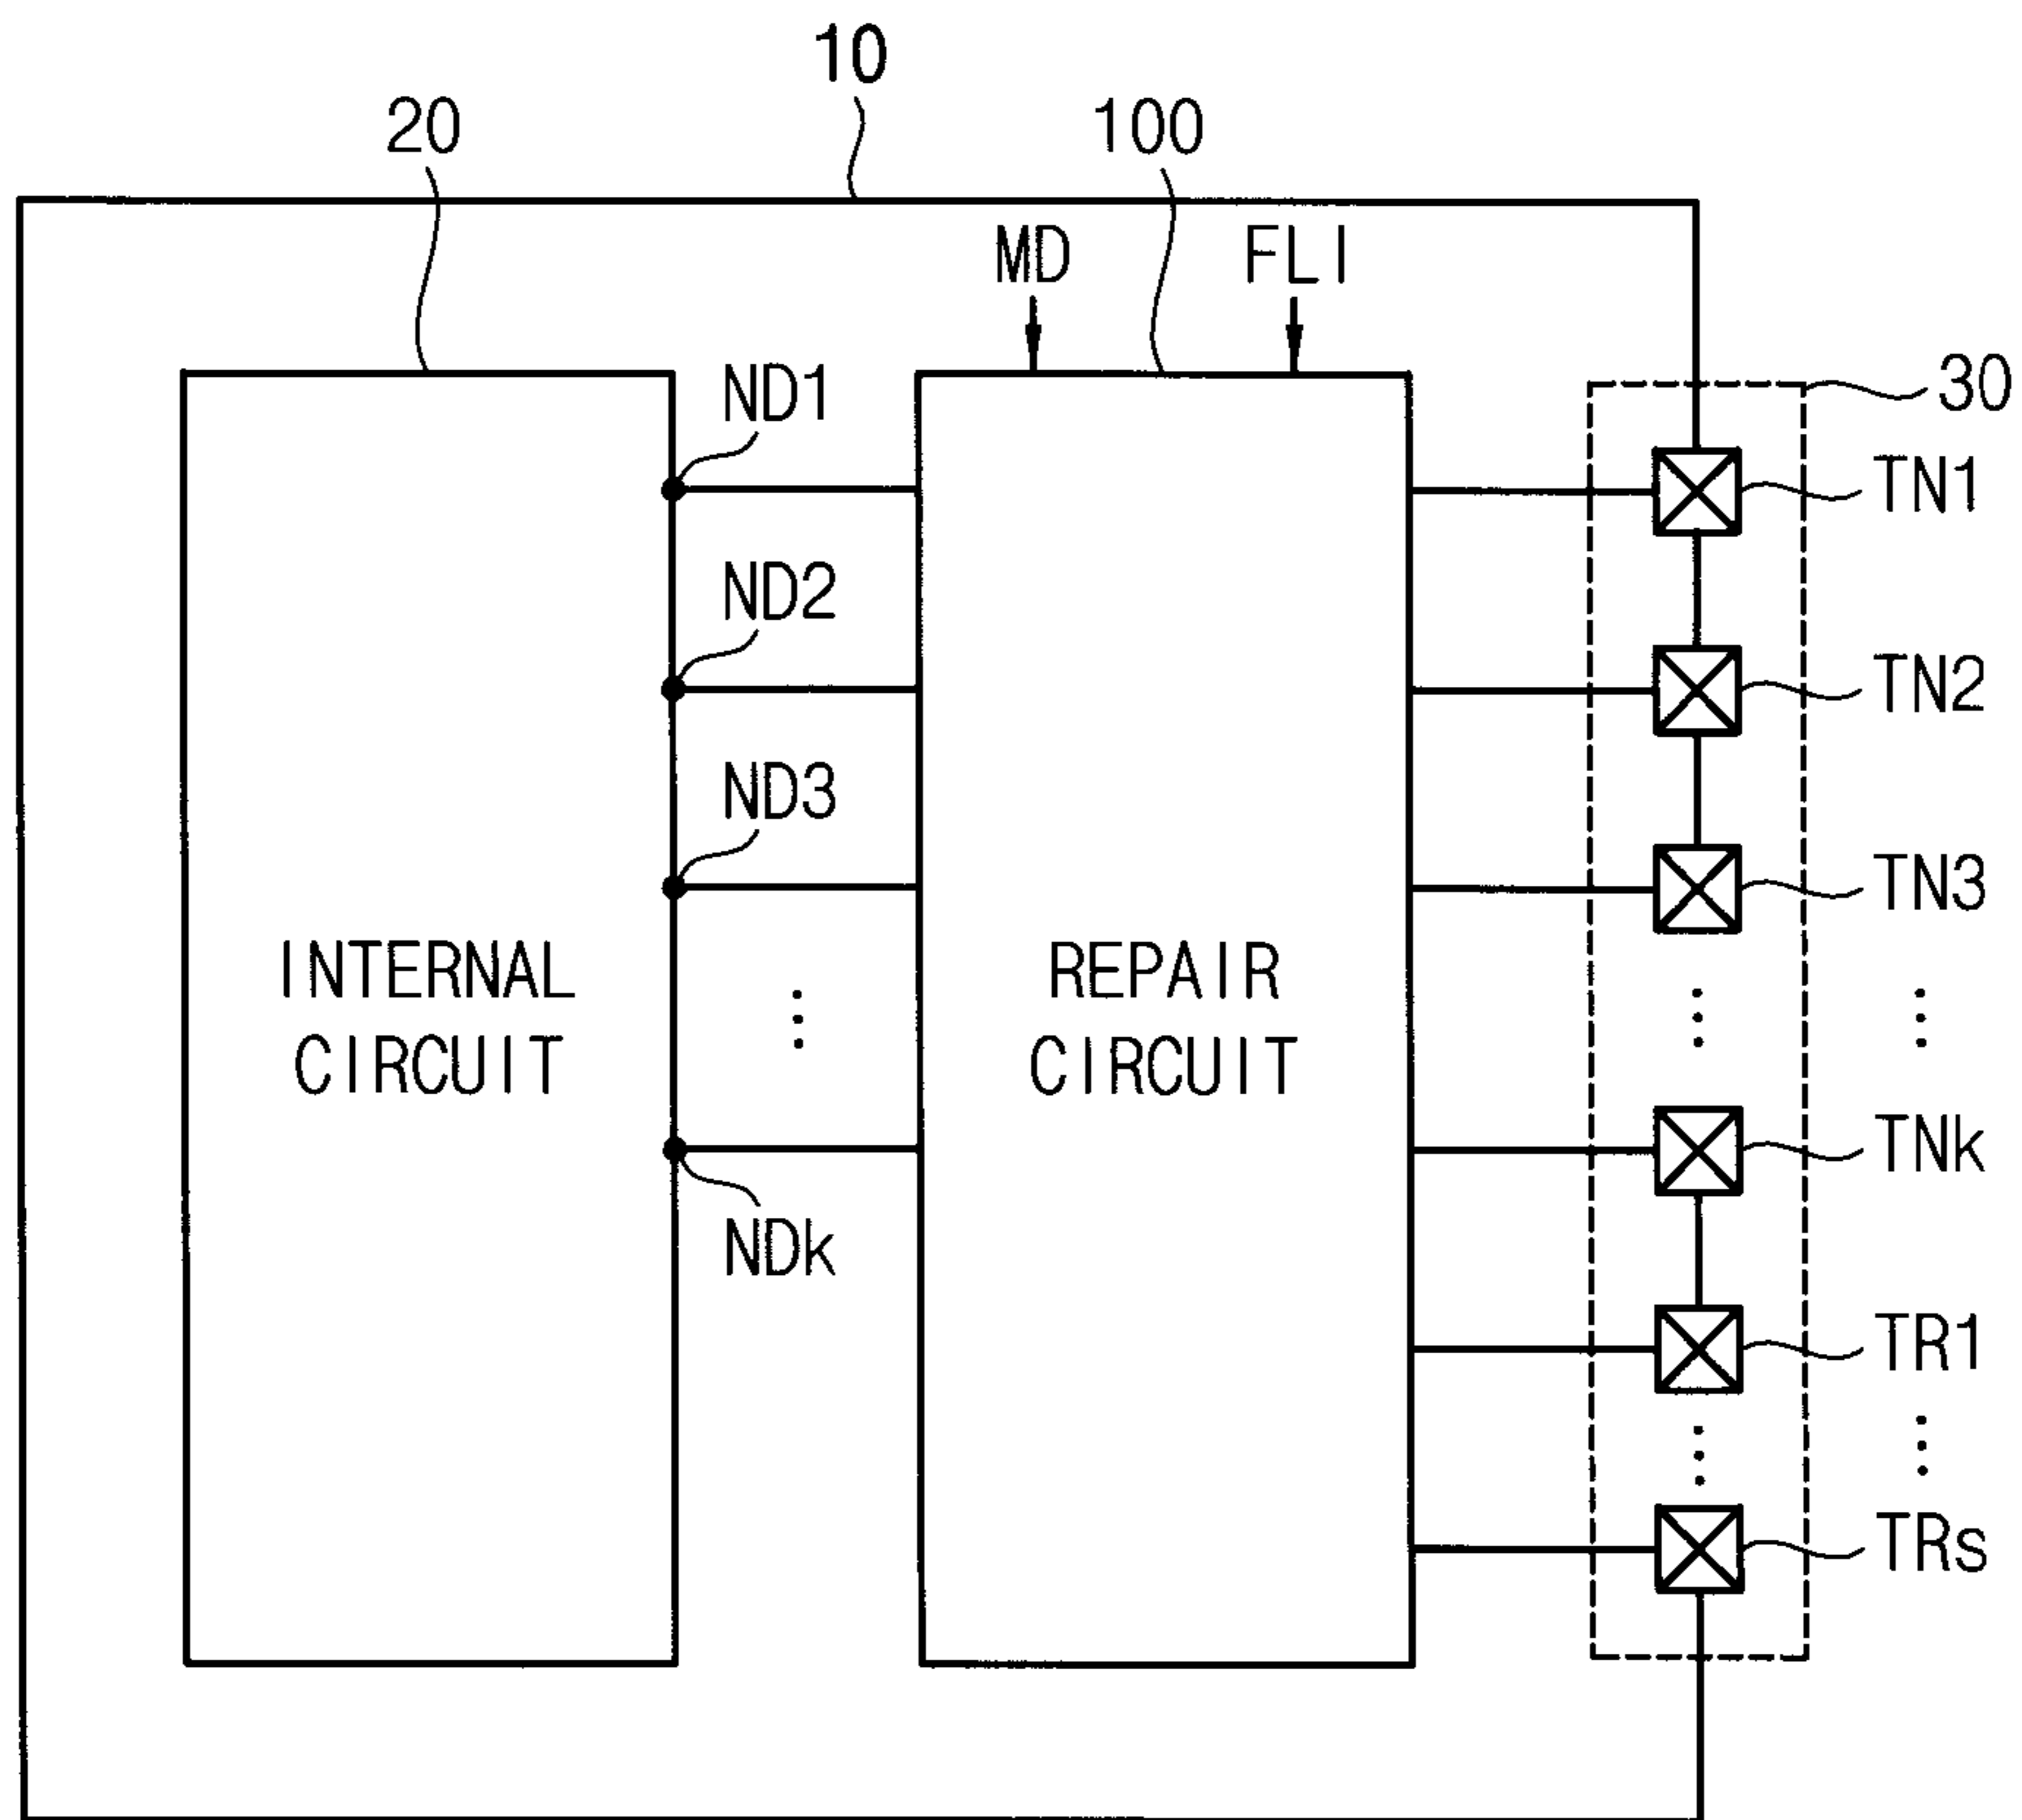 10
20
100
MD
FLI
30
ND1
TN1
ND2
TN2
ND3
TN3
INTERNAL
CIRCUIT
REPAIR
CIRCUIT
TNk
NDk
TR1
TRs